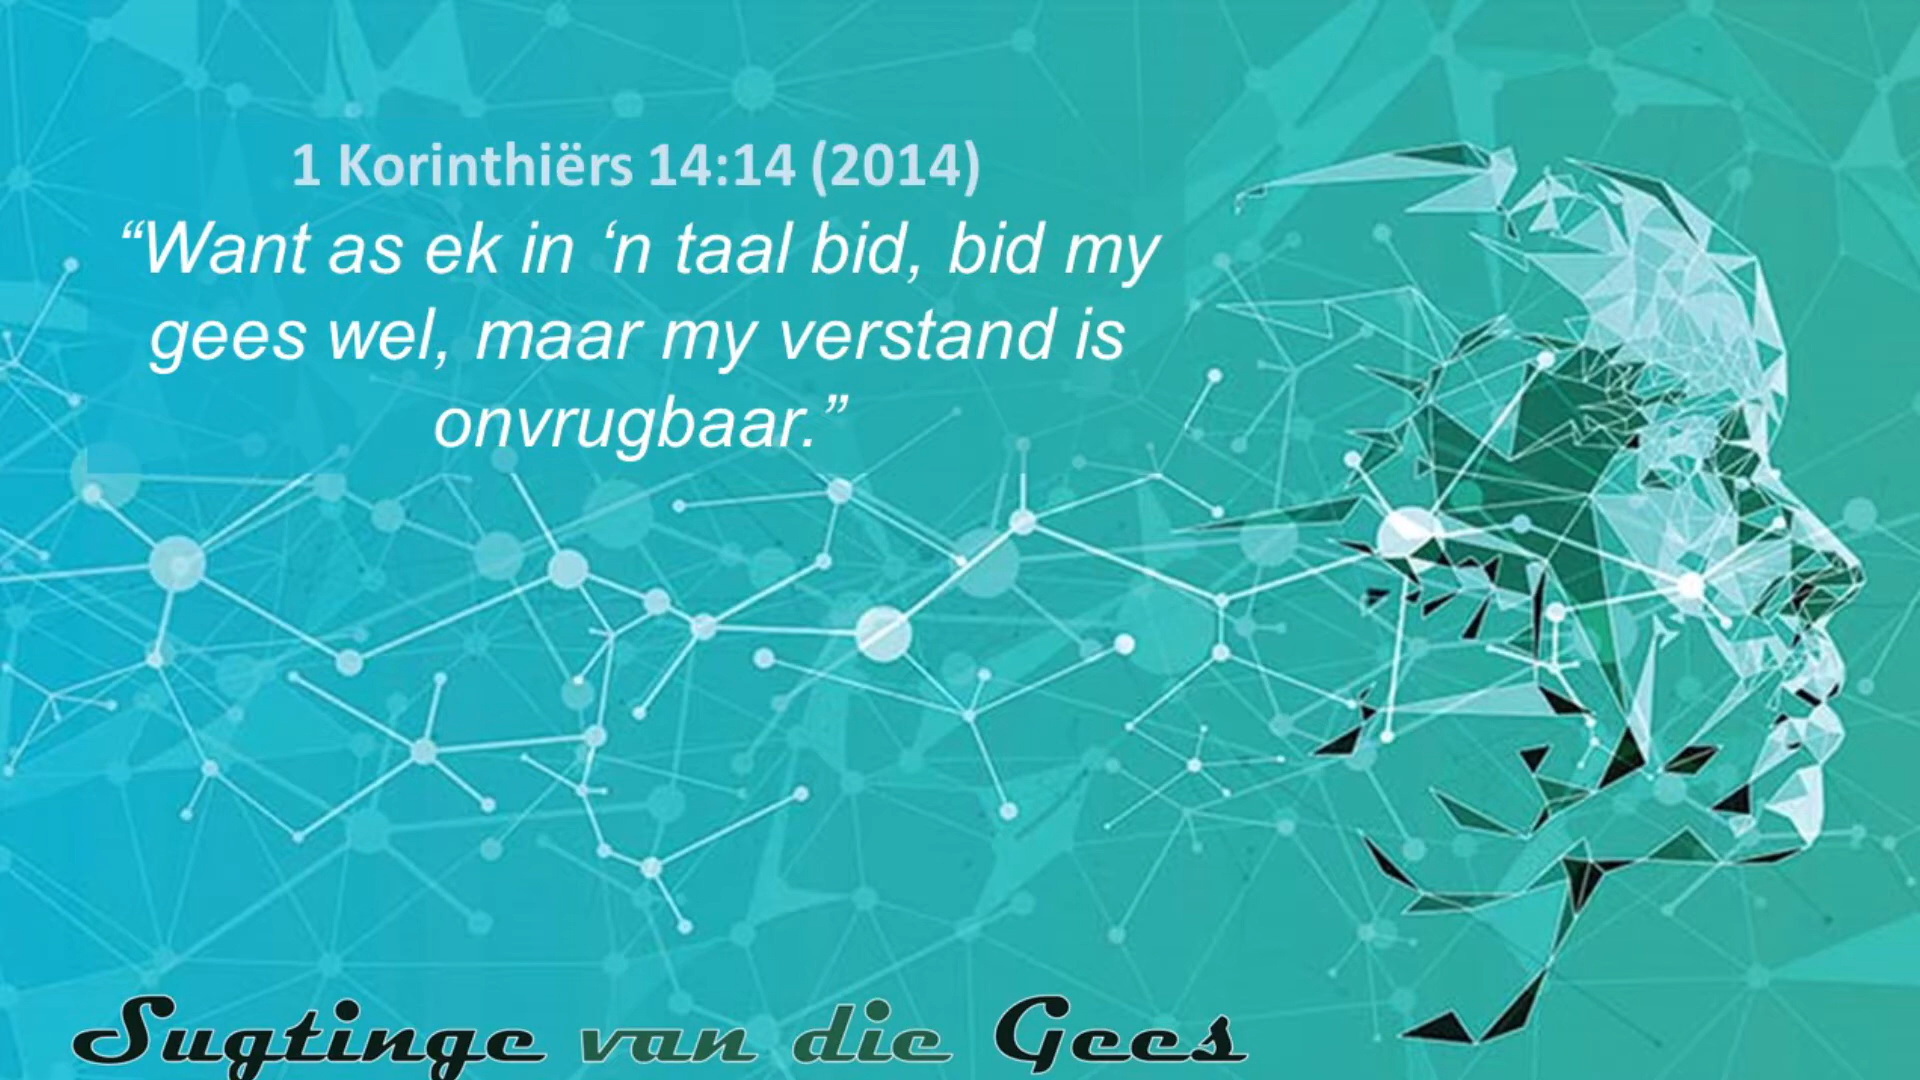 1 Korinthiërs 14:14 (2014)
“Want as ek in ‘n taal bid, bid my
gees wel, maar my verstand is
onvrugbaar.”
Sugtinge van die Gees